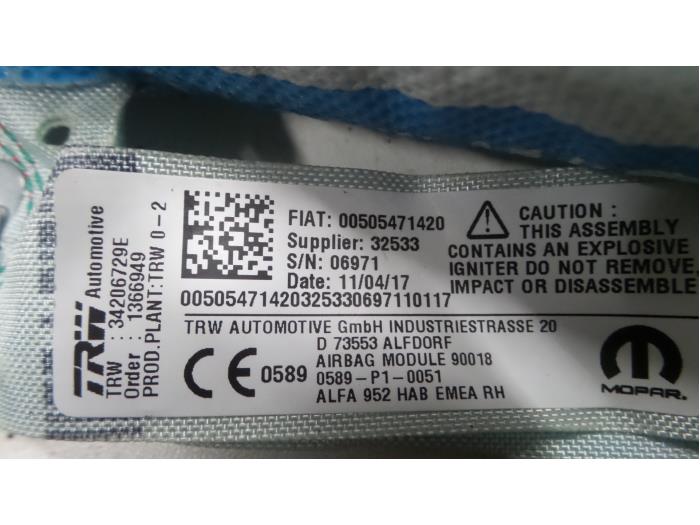 TRW Automotive
TRW : 34206729E
Order : 1366949
PROD.PLANT:TRW 0-2
FIAT: 00505471420
Supplier: 32533
S/N: 06971
Date: 11/04/17
00505471420325330697110117
CAUTION :
THIS ASSEMBLY
CONTAINS AN EXPLOSIVE
IGNITER DO NOT REMOVE
IMPACT OR DISASSEMBLE
TRW AUTOMOTIVE GmbH INDUSTRIESTRASSE 20
D 73553 ALFDORF
AIRBAG MODULE 90018
CE 0589 0589-P1-0051
ALFA 952 HAB EMEA RH
MOPAR